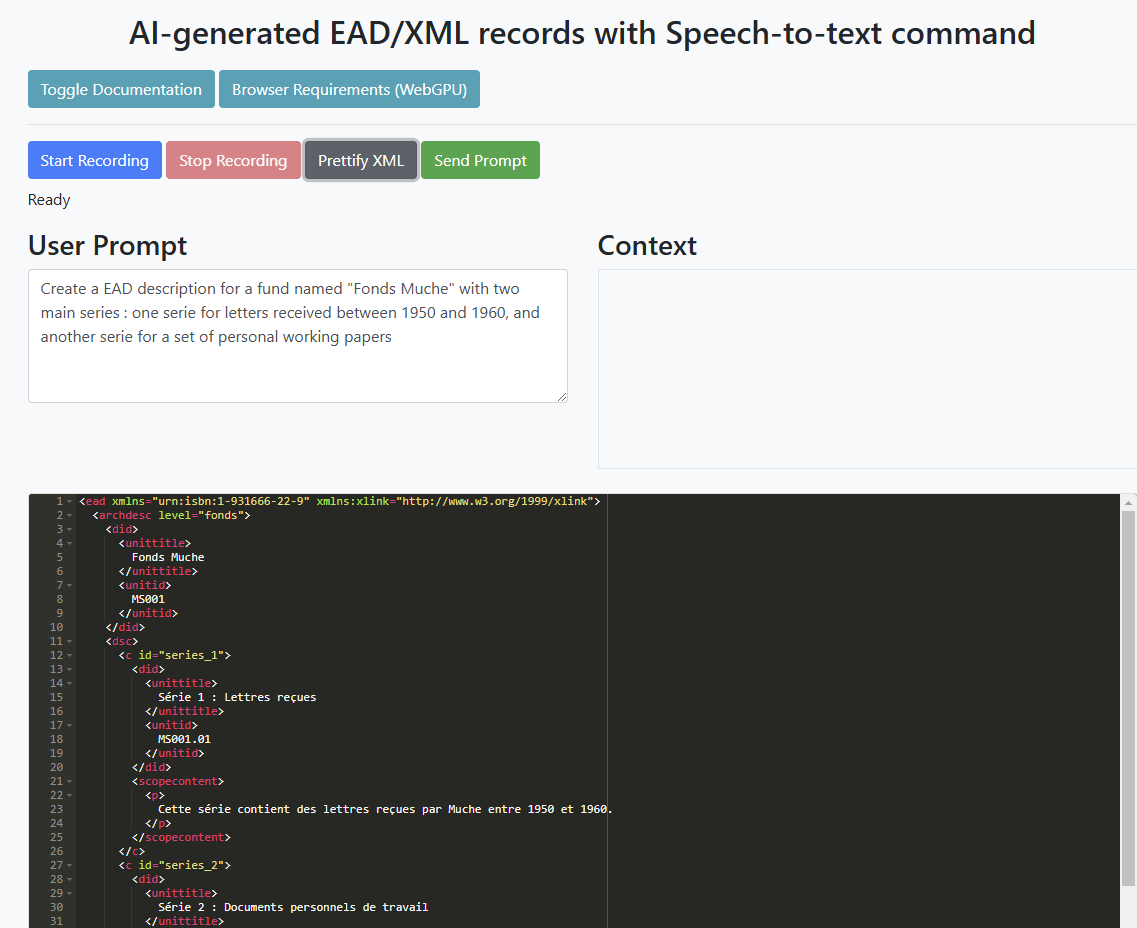 AI-generated EAD/XML records with Speech-to-text command
Toggle Documentation Browser Requirements (WebGPU)
Start Recording Stop Recording Prettify XML Send Prompt
Ready
User Prompt
Create a EAD description for a fund named "Fonds Muche" with two
main series : one serie for letters received between 1950 and 1960, and
another serie for a set of personal working papers
Context
1 <ead xmlns="urn:isbn:1-931666-22-9" xmlns:xlink="http://www.w3.org/1999/xlink">
2 <archdesc level="fonds">
3 <did>
4 <unittitle>
5 Fonds Muche
6 </unittitle>
7 <unitid>
8 MS001
9 </unitid>
10 </did>
11 <dsc>
12 <c id="series_1">
13 <did>
14 <unittitle>
15 Série 1 : Lettres reçues
16 </unittitle>
17 <unitid>
18 MS001.01
19 </unitid>
20 </did>
21 <scopecontent>
22 <p>
23 Cette série contient des lettres reçues par Muche entre 1950 et 1960.
24 </p>
25 </scopecontent>
26 </c>
27 <c id="series_2">
28 <did>
29 <unittitle>
30 Série 2 : Documents personnels de travail
31 </unittitle>